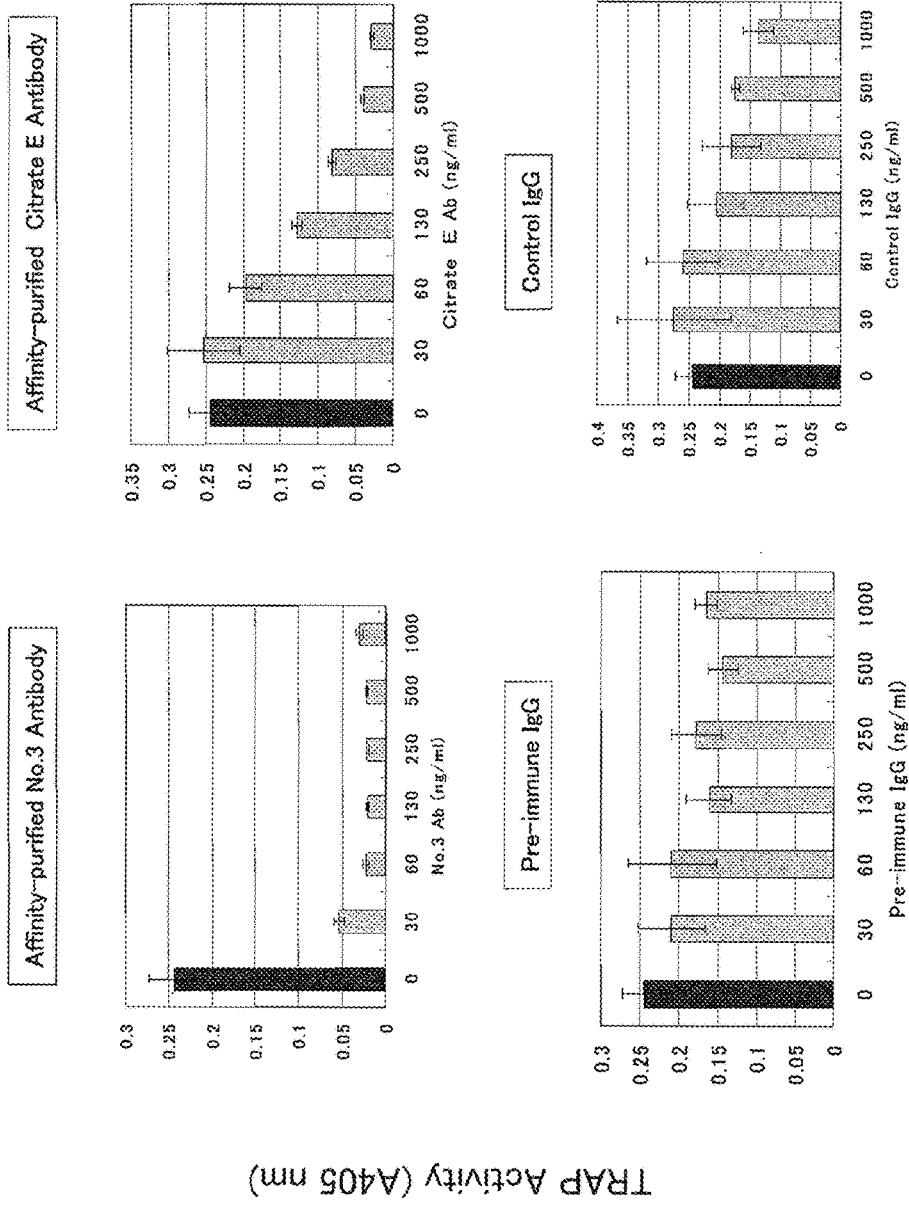 TRAP Activity (A405 nm)
Affinity-purified No.3 Antibody
0.3
0.25
0.2
0.15
0.1
0.05
0
0 30 60 130 250 500 1000
No.3 Ab (ng/ml)
Affinity-purified Citrate E Antibody
0.35
0.3
0.25
0.2
0.15
0.1
0.05
0
0 30 60 130 250 500 1000
Citrate E Ab (ng/ml)
Pre-immune IgG
0.3
0.25
0.2
0.15
0.1
0.05
0
0 30 60 130 250 500 1000
Pre-immune IgG (ng/ml)
Control IgG
0.4
0.35
0.3
0.25
0.2
0.15
0.1
0.05
0
0 30 60 130 250 500 1000
Control IgG (ng/ml)